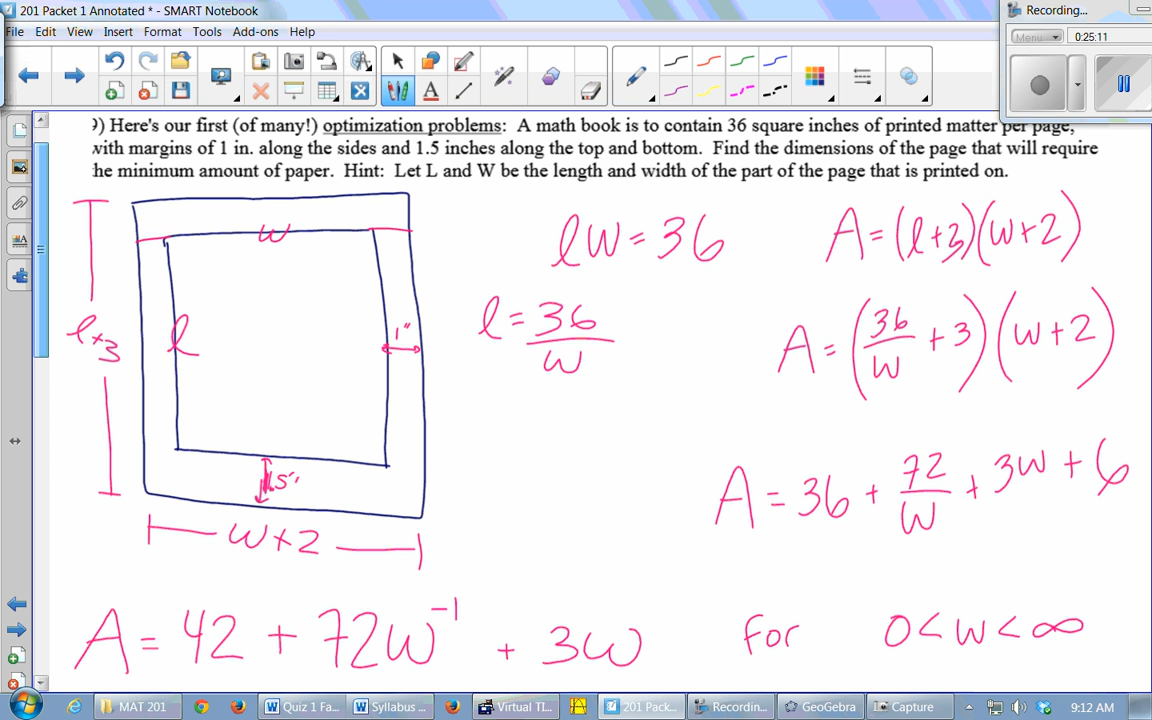 201 Packet 1 Annotated * - SMART Notebook
Recording...
File Edit View Insert Format Tools Add-ons Help
Menu
0:25:11
9) Here's our first (of many!) optimization problems: A math book is to contain 36 square inches of printed matter per page,
with margins of 1 in. along the sides and 1.5 inches along the top and bottom. Find the dimensions of the page that will require
the minimum amount of paper. Hint: Let L and W be the length and width of the part of the page that is printed on.
w
l w = 36
A = (l+3)(w+2)
l+3
l
1"
l = 36/w
A = (36/w + 3)(w+2)
1.5"
A = 36 + 72/w + 3w + 6
w+2
A = 42 + 72w⁻¹ + 3w for 0 < w < ∞
MAT 201
Quiz 1 Fa...
Syllabus ...
Virtual TI...
201 Pack...
Recordin...
GeoGebra
Capture
9:12 AM